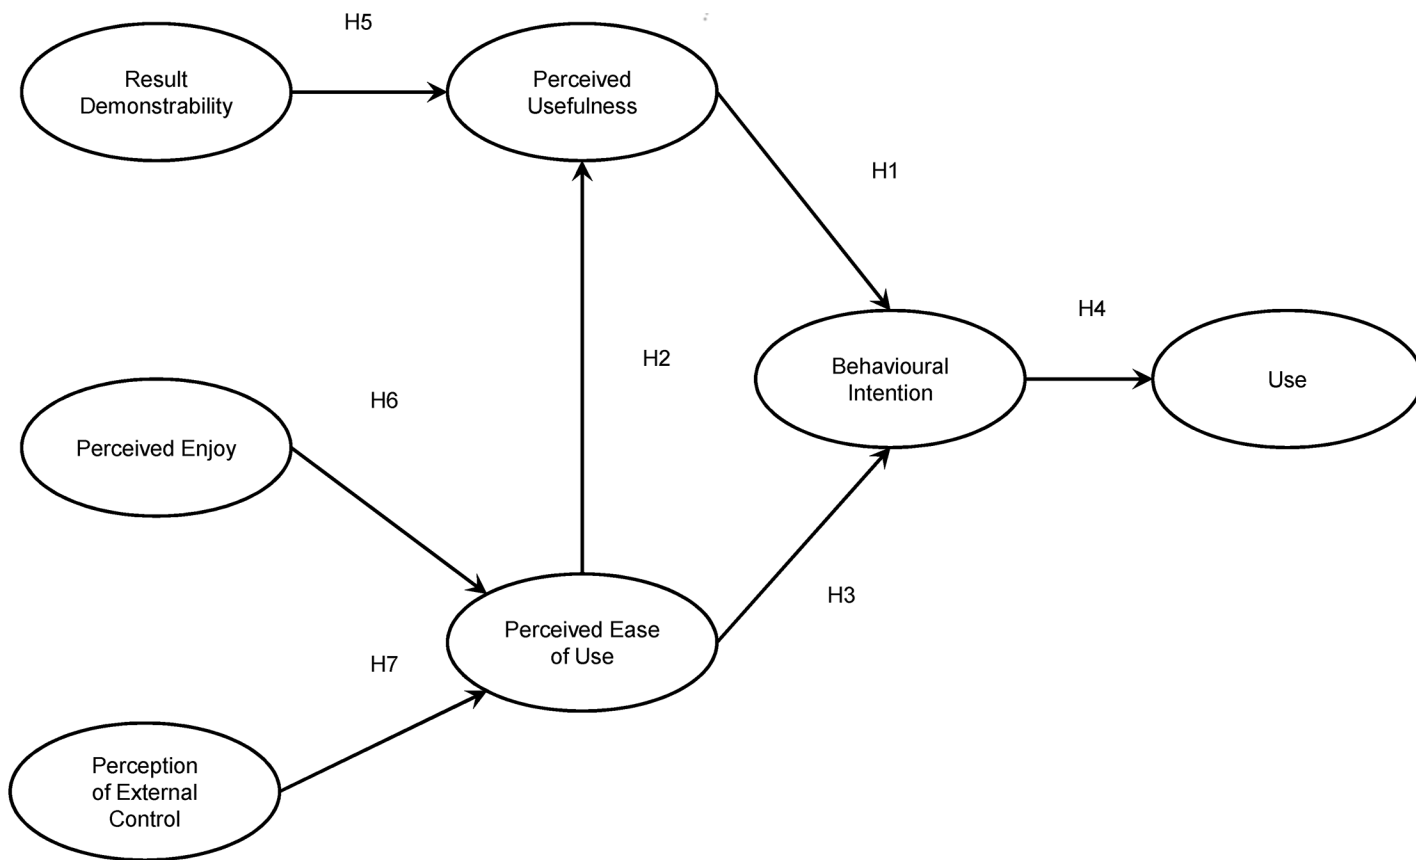 H5
Result
Demonstrability
Perceived
Usefulness
H1
H2
H4
Behavioural
Intention
Use
H6
Perceived Enjoy
H3
Perceived Ease
of Use
H7
Perception
of External
Control